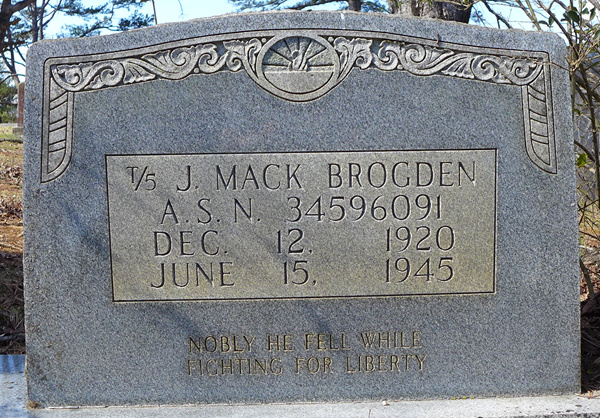 T/5 J. MACK BROGDEN
A.S.N. 34596091
DEC. 12, 1920
JUNE 15, 1945
NOBLY HE FELL WHILE
FIGHTING FOR LIBERTY